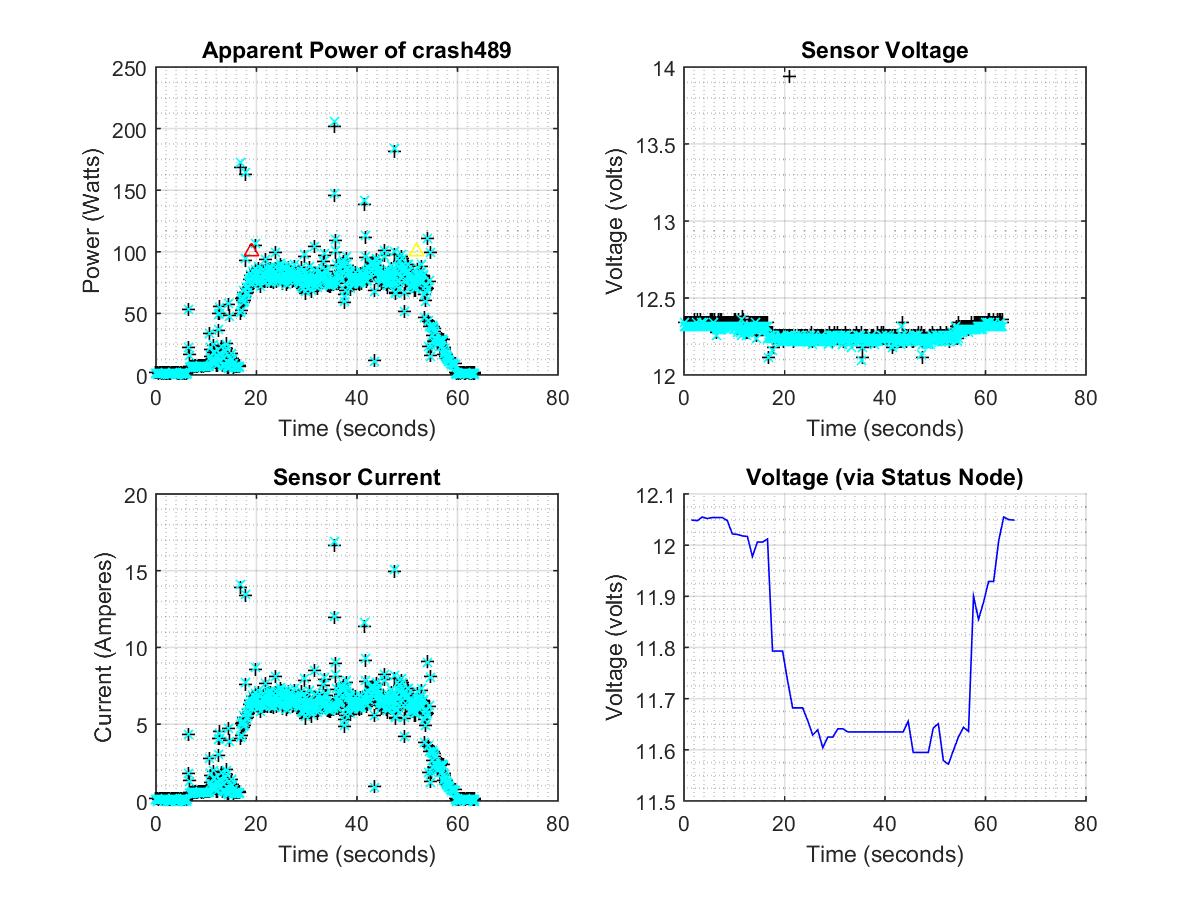 Apparent Power of crash489
250
200
150
100
50
0
Power (Watts)
0 20 40 60 80
Time (seconds)
Sensor Voltage
14
13.5
13
12.5
12
Voltage (volts)
0 20 40 60 80
Time (seconds)
Sensor Current
20
15
10
5
0
Current (Amperes)
0 20 40 60 80
Time (seconds)
Voltage (via Status Node)
12.1
12
11.9
11.8
11.7
11.6
11.5
Voltage (volts)
0 20 40 60 80
Time (seconds)